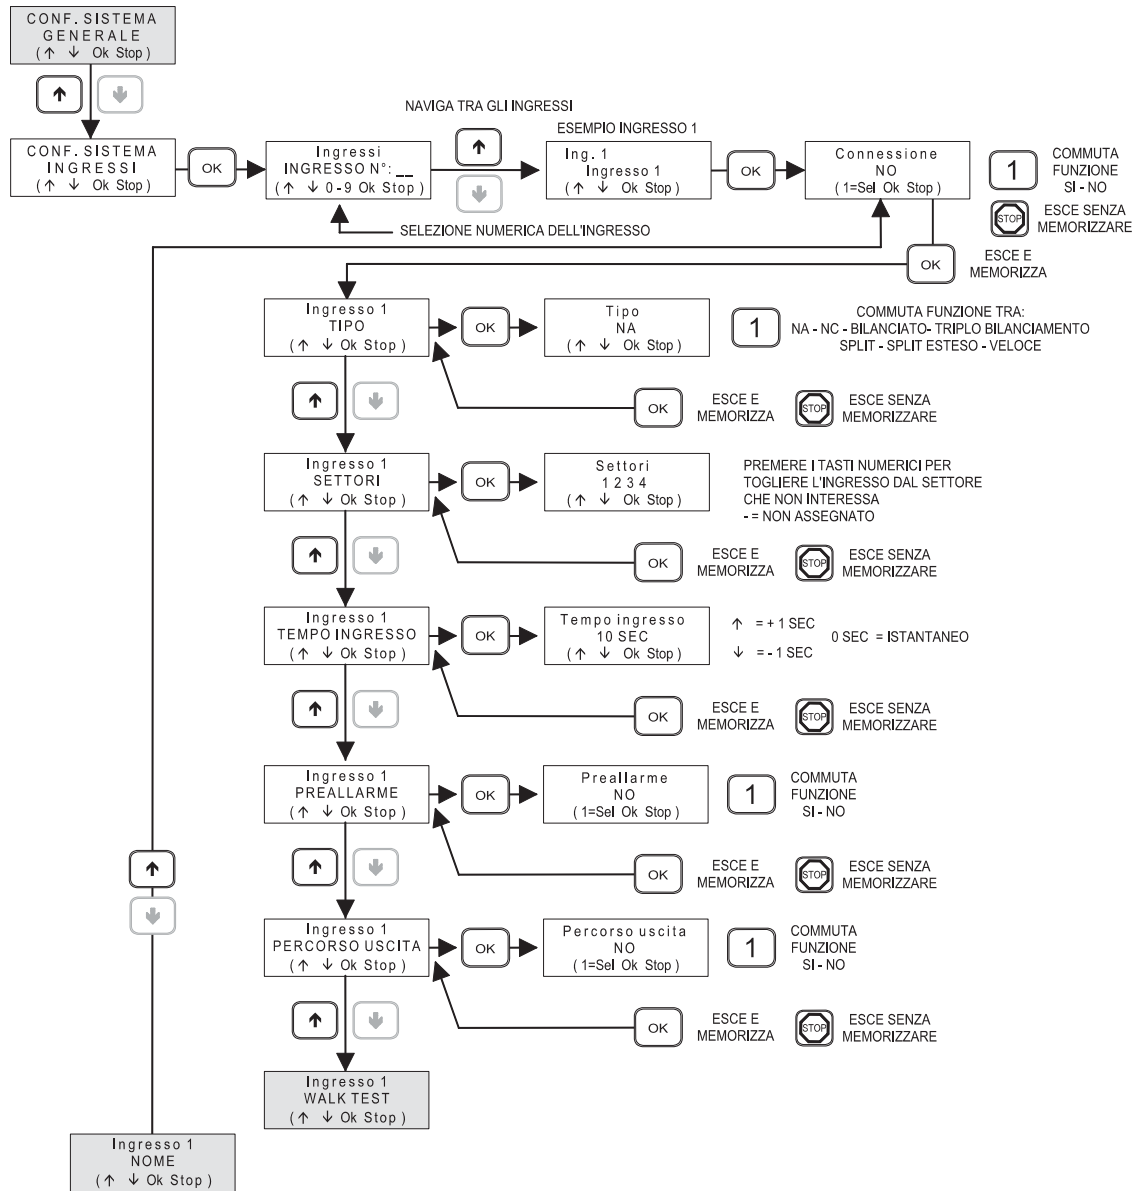 CONF. SISTEMA
GENERALE
(↑ ↓ Ok Stop)
NAVIGA TRA GLI INGRESSI
ESEMPIO INGRESSO 1
CONF. SISTEMA
INGRESSI
(↑ ↓ Ok Stop)
OK
Ingressi
INGRESSO N°: __
(↑ ↓ 0-9 Ok Stop)
Ing. 1
Ingresso 1
(↑ ↓ Ok Stop)
OK
Connessione
NO
(1=Sel Ok Stop)
1
COMMUTA
FUNZIONE
SI - NO
STOP
ESCE SENZA
MEMORIZZARE
SELEZIONE NUMERICA DELL'INGRESSO
OK
ESCE E
MEMORIZZA
Ingresso 1
TIPO
(↑ ↓ Ok Stop)
OK
Tipo
NA
(↑ ↓ Ok Stop)
1
COMMUTA FUNZIONE TRA:
NA - NC - BILANCIATO- TRIPLO BILANCIAMENTO
SPLIT - SPLIT ESTESO - VELOCE
OK
ESCE E
MEMORIZZA
STOP
ESCE SENZA
MEMORIZZARE
Ingresso 1
SETTORI
(↑ ↓ Ok Stop)
OK
Settori
1 2 3 4
(↑ ↓ Ok Stop)
PREMERE I TASTI NUMERICI PER
TOGLIERE L'INGRESSO DAL SETTORE
CHE NON INTERESSA
- = NON ASSEGNATO
OK
ESCE E
MEMORIZZA
STOP
ESCE SENZA
MEMORIZZARE
Ingresso 1
TEMPO INGRESSO
(↑ ↓ Ok Stop)
OK
Tempo ingresso
10 SEC
(↑ ↓ Ok Stop)
↑ = + 1 SEC
0 SEC = ISTANTANEO
↓ = - 1 SEC
OK
ESCE E
MEMORIZZA
STOP
ESCE SENZA
MEMORIZZARE
Ingresso 1
PREALLARME
(↑ ↓ Ok Stop)
OK
Preallarme
NO
(1=Sel Ok Stop)
1
COMMUTA
FUNZIONE
SI - NO
OK
ESCE E
MEMORIZZA
STOP
ESCE SENZA
MEMORIZZARE
Ingresso 1
PERCORSO USCITA
(↑ ↓ Ok Stop)
OK
Percorso uscita
NO
(1=Sel Ok Stop)
1
COMMUTA
FUNZIONE
SI - NO
OK
ESCE E
MEMORIZZA
STOP
ESCE SENZA
MEMORIZZARE
Ingresso 1
WALK TEST
(↑ ↓ Ok Stop)
Ingresso 1
NOME
(↑ ↓ Ok Stop)